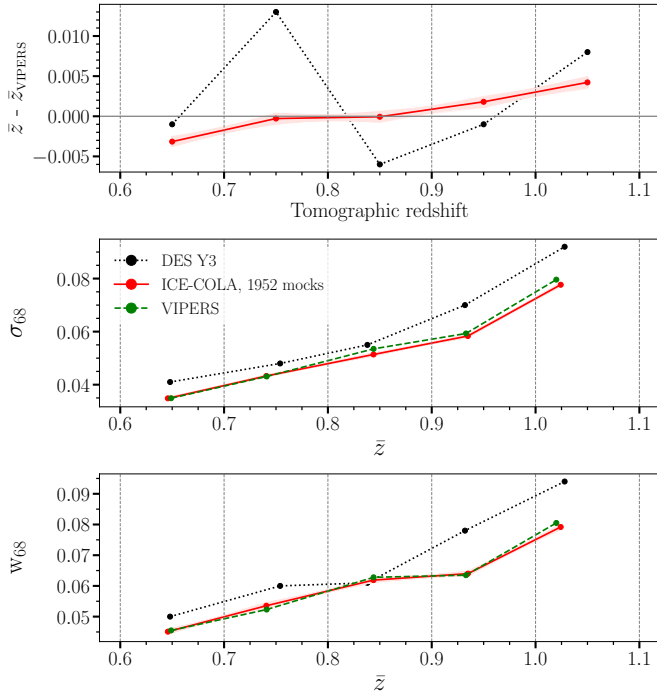 0.010
0.005
0.000
−0.005
z̄ - z̄VIPERS
0.6 0.7 0.8 0.9 1.0 1.1
Tomographic redshift
DES Y3
ICE-COLA, 1952 mocks
VIPERS
0.08
0.06
0.04
σ68
0.6 0.7 0.8 0.9 1.0 1.1
z̄
0.09
0.08
0.07
0.06
0.05
w68
0.6 0.7 0.8 0.9 1.0 1.1
z̄